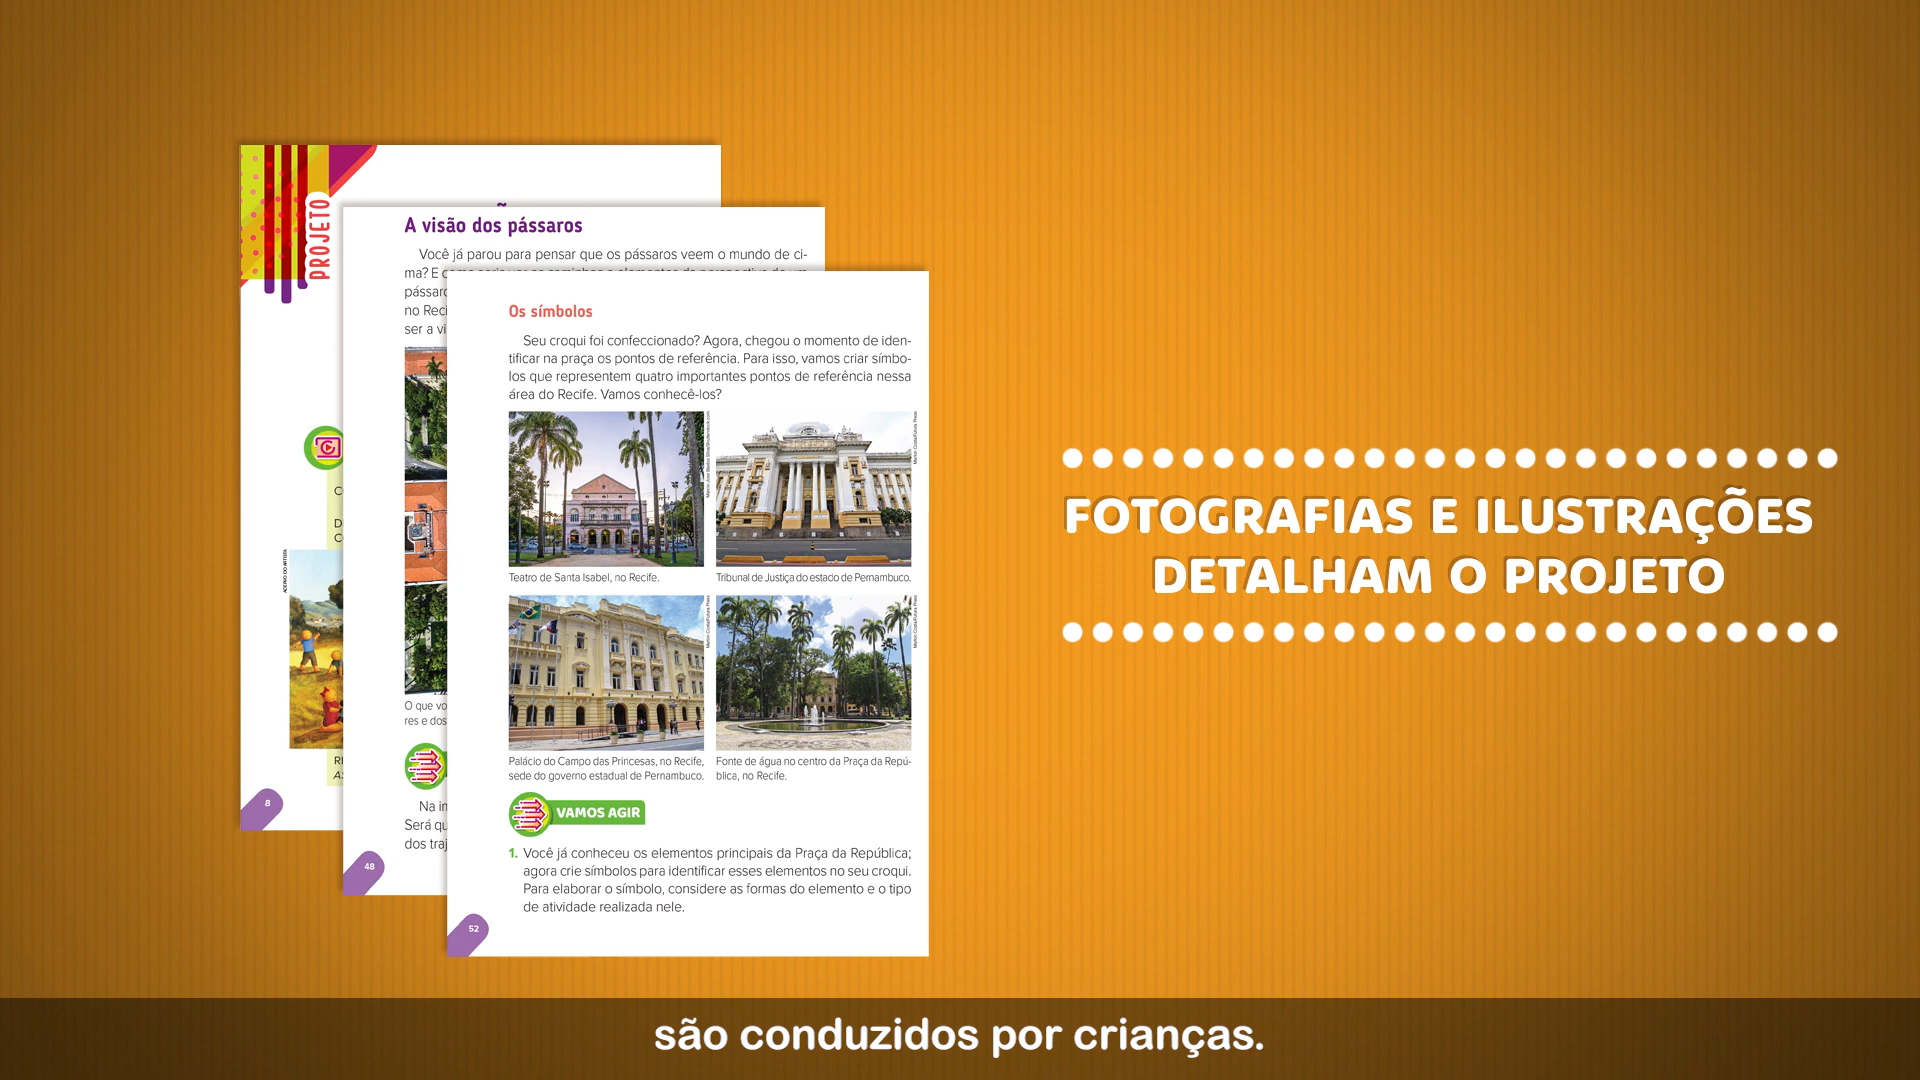 PROJETO
8
A visão dos pássaros
Você já parou para pensar que os pássaros veem o mundo de ci-
ma? E
pássaro
no Reci
ser a vi
O que vo
res e dos
Na in
Será qu
dos traj
48
Os símbolos
Seu croqui foi confeccionado? Agora, chegou o momento de iden-
tificar na praça os pontos de referência. Para isso, vamos criar símbo-
los que representem quatro importantes pontos de referência nessa
área do Recife. Vamos conhecê-los?
Teatro de Santa Isabel, no Recife.
Tribunal de Justiça do estado de Pernambuco.
Palácio do Campo das Princesas, no Recife,
sede do governo estadual de Pernambuco.
Fonte de água no centro da Praça da Repú-
blica, no Recife.
VAMOS AGIR
1. Você já conheceu os elementos principais da Praça da República;
agora crie símbolos para identificar esses elementos no seu croqui.
Para elaborar o símbolo, considere as formas do elemento e o tipo
de atividade realizada nele.
52
FOTOGRAFIAS E ILUSTRAÇÕES
DETALHAM O PROJETO
são conduzidos por crianças.